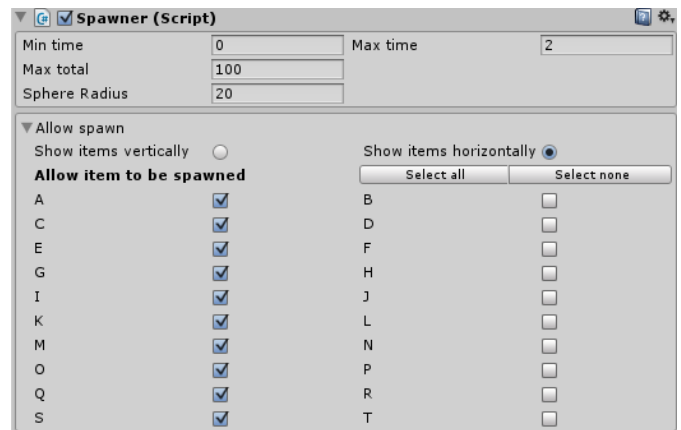 Spawner (Script)
Min time 0 Max time 2
Max total 100
Sphere Radius 20
Allow spawn
Show items vertically Show items horizontally
Allow item to be spawned Select all Select none
A B
C D
E F
G H
I J
K L
M N
O P
Q R
S T